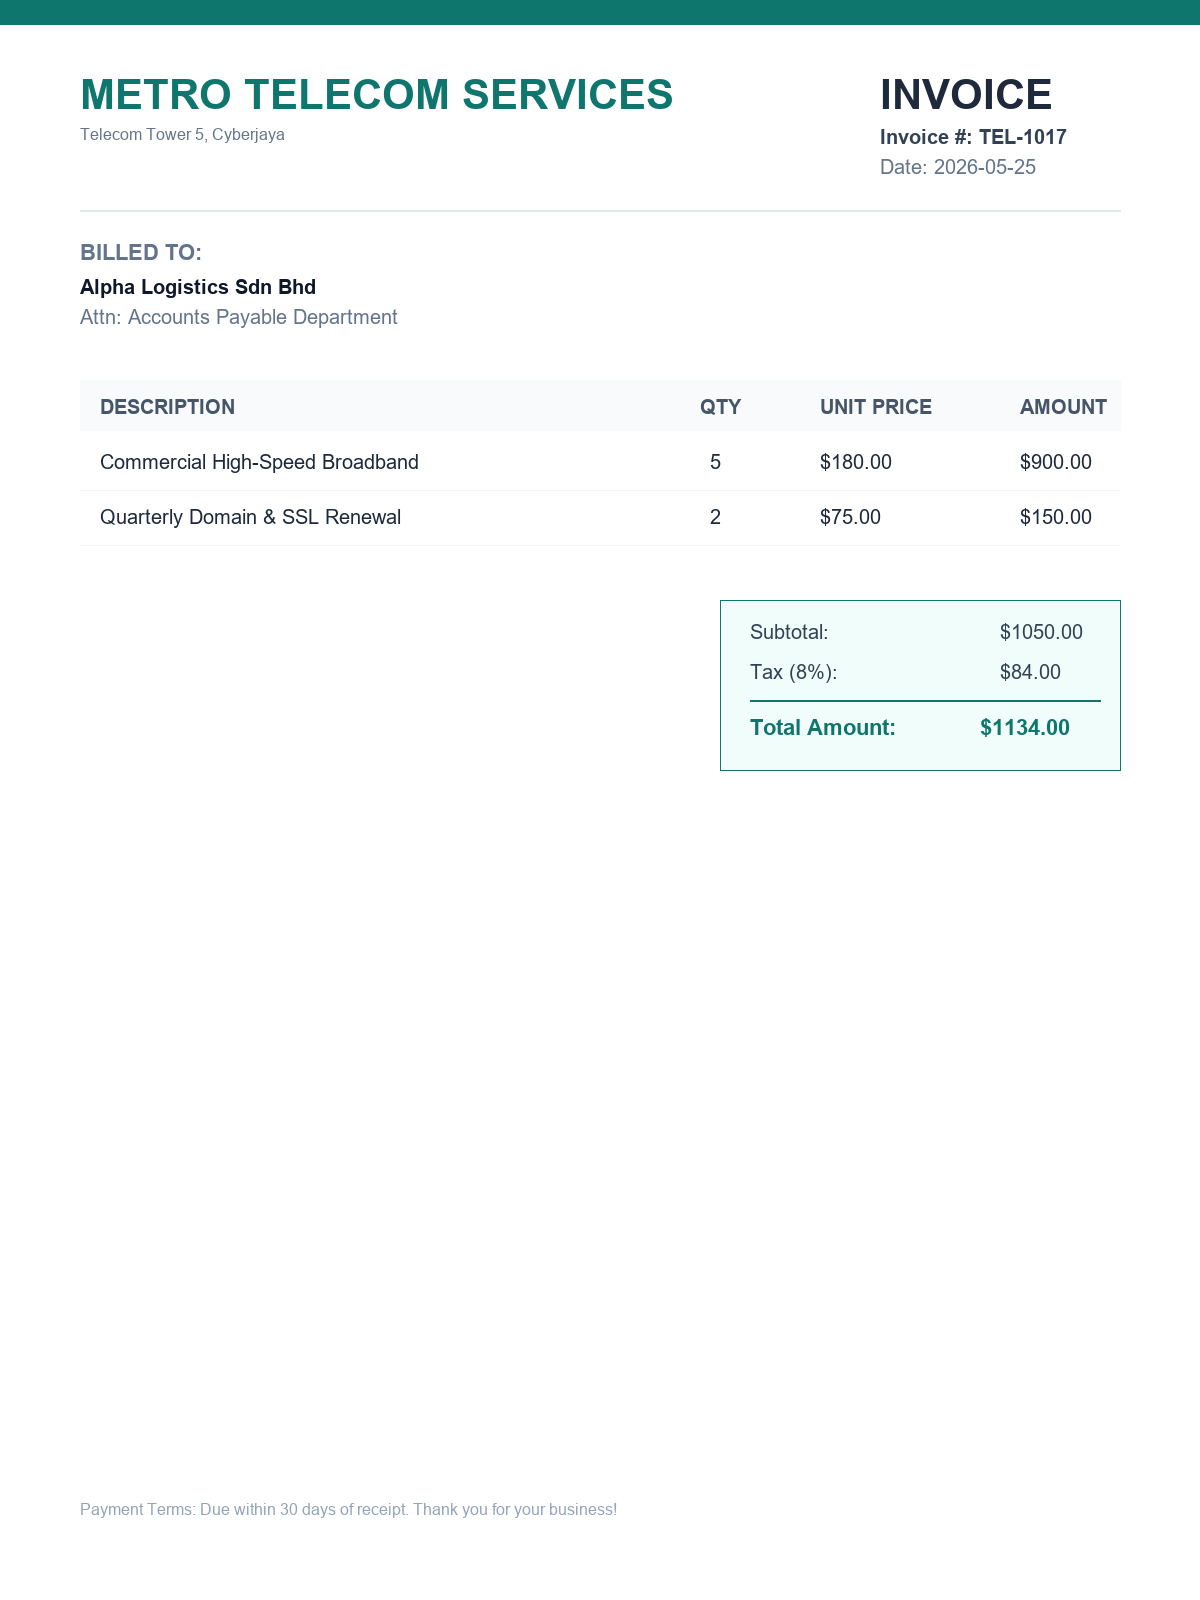 METRO TELECOM SERVICES
Telecom Tower 5, Cyberjaya
INVOICE
Invoice #: TEL-1017
Date: 2026-05-25
BILLED TO:
Alpha Logistics Sdn Bhd
Attn: Accounts Payable Department
DESCRIPTION QTY UNIT PRICE AMOUNT
Commercial High-Speed Broadband 5 $180.00 $900.00
Quarterly Domain & SSL Renewal 2 $75.00 $150.00
Subtotal: $1050.00
Tax (8%): $84.00
Total Amount: $1134.00
Payment Terms: Due within 30 days of receipt. Thank you for your business!